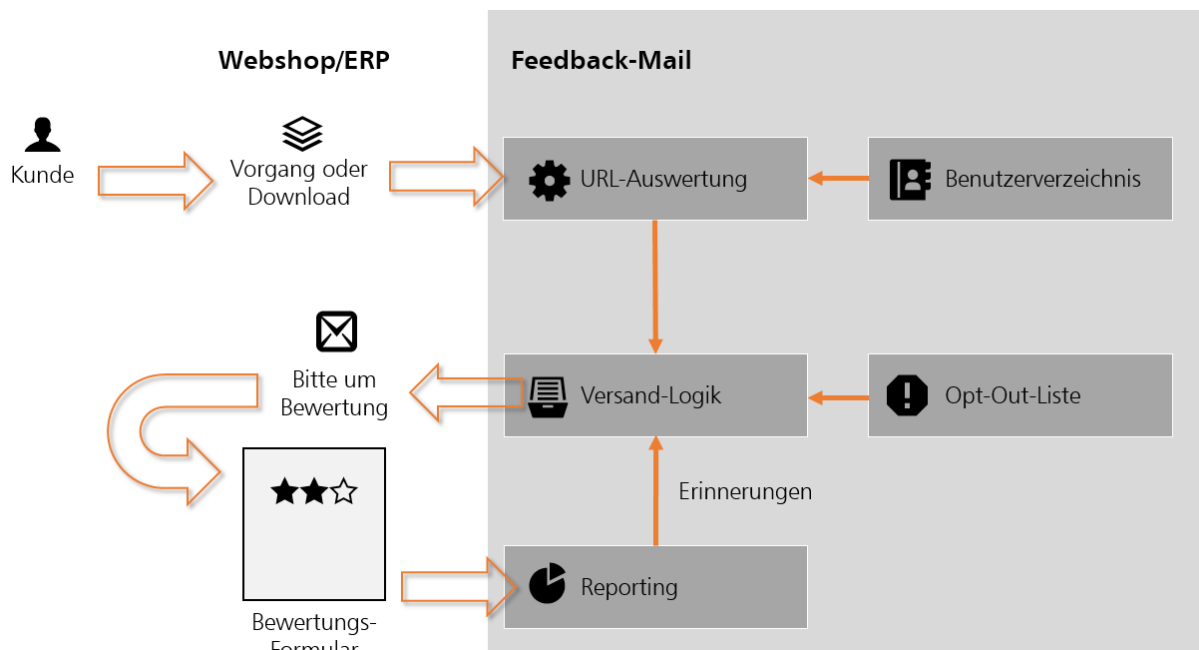 Webshop/ERP
Feedback-Mail
Kunde
Vorgang oder
Download
URL-Auswertung
Benutzerverzeichnis
Bitte um
Bewertung
Versand-Logik
Opt-Out-Liste
Erinnerungen
Reporting
Bewertungs-
Formular